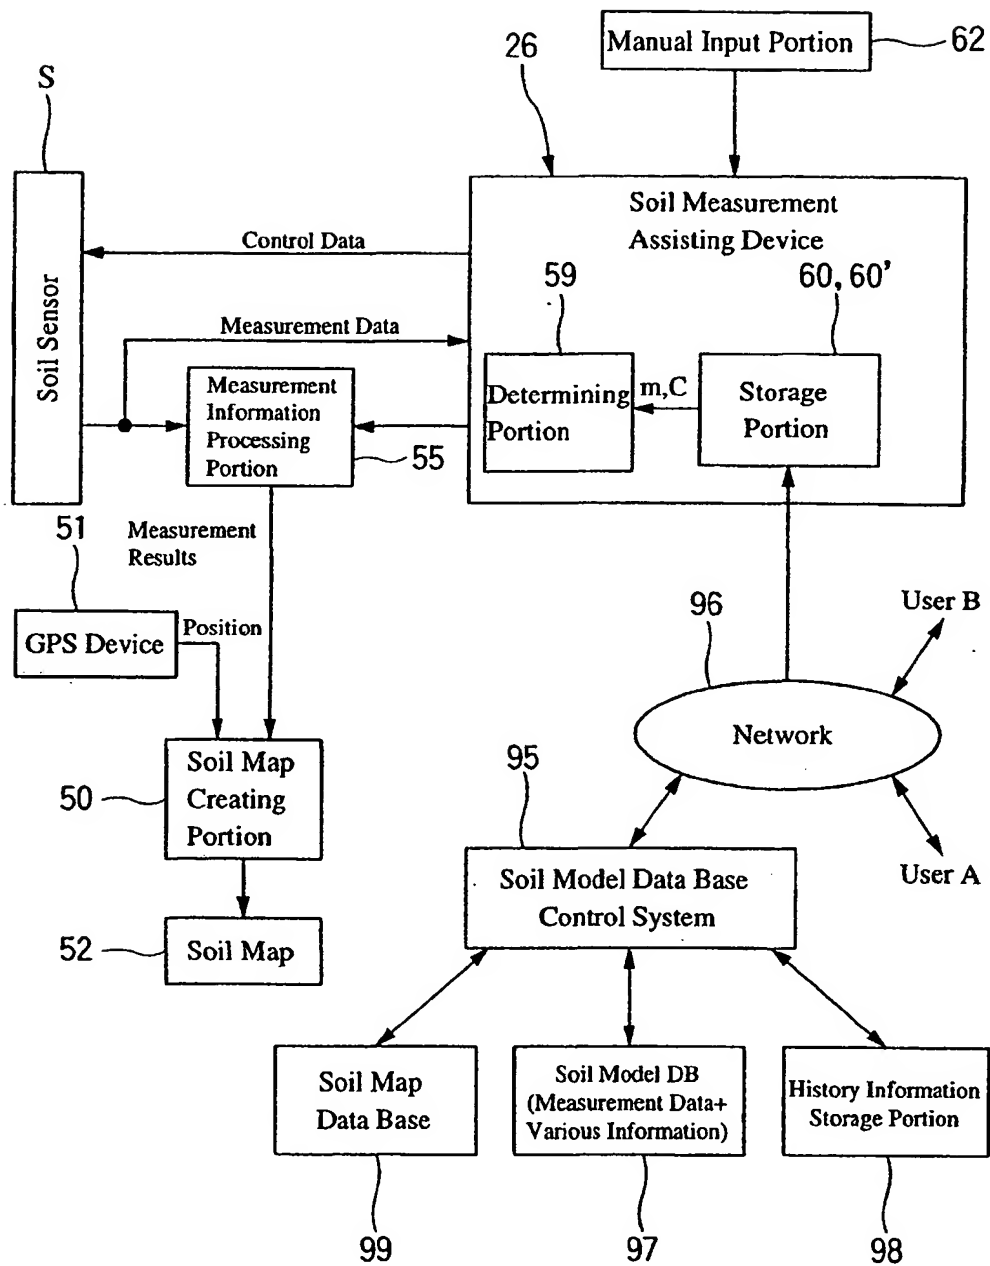 Manual Input Portion
62
26
S
Soil Measurement
Assisting Device
Control Data
59
60, 60'
Soil Sensor
Measurement Data
Measurement
Information
Processing
Portion
Determining
Portion
m,C
Storage
Portion
55
51
Measurement
Results
GPS Device
Position
96
User B
Network
Soil Map
Creating
Portion
50
95
User A
Soil Model Data Base
Control System
52
Soil Map
Soil Map
Data Base
Soil Model DB
(Measurement Data+
Various Information)
History Information
Storage Portion
99
97
98